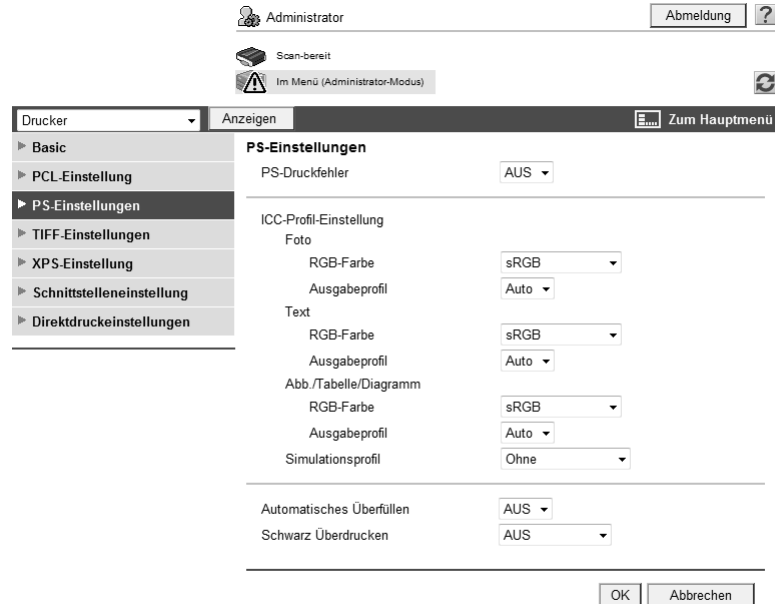 Administrator
Abmeldung
?
Scan-bereit
Im Menü (Administrator-Modus)
Drucker
Anzeigen
Zum Hauptmenü
Basic
PCL-Einstellung
PS-Einstellungen
TIFF-Einstellungen
XPS-Einstellung
Schnittstelleneinstellung
Direktdruckeinstellungen
PS-Einstellungen
PS-Druckfehler AUS
ICC-Profil-Einstellung
Foto
RGB-Farbe sRGB
Ausgabeprofil Auto
Text
RGB-Farbe sRGB
Ausgabeprofil Auto
Abb./Tabelle/Diagramm
RGB-Farbe sRGB
Ausgabeprofil Auto
Simulationsprofil Ohne
Automatisches Überfüllen AUS
Schwarz Überdrucken AUS
OK Abbrechen